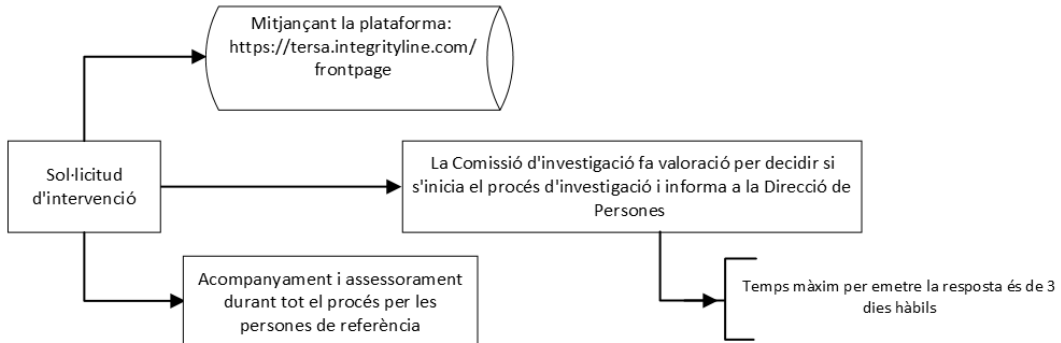 Mitjançant la plataforma:
https://tersa.integrityline.com/
frontpage
Sol·licitud
d'intervenció
La Comissió d'investigació fa valoració per decidir si
s'inicia el procés d'investigació i informa a la Direcció de
Persones
Acompanyament i assessorament
durant tot el procés per les
persones de referència
Temps màxim per emetre la resposta és de 3
dies hàbils